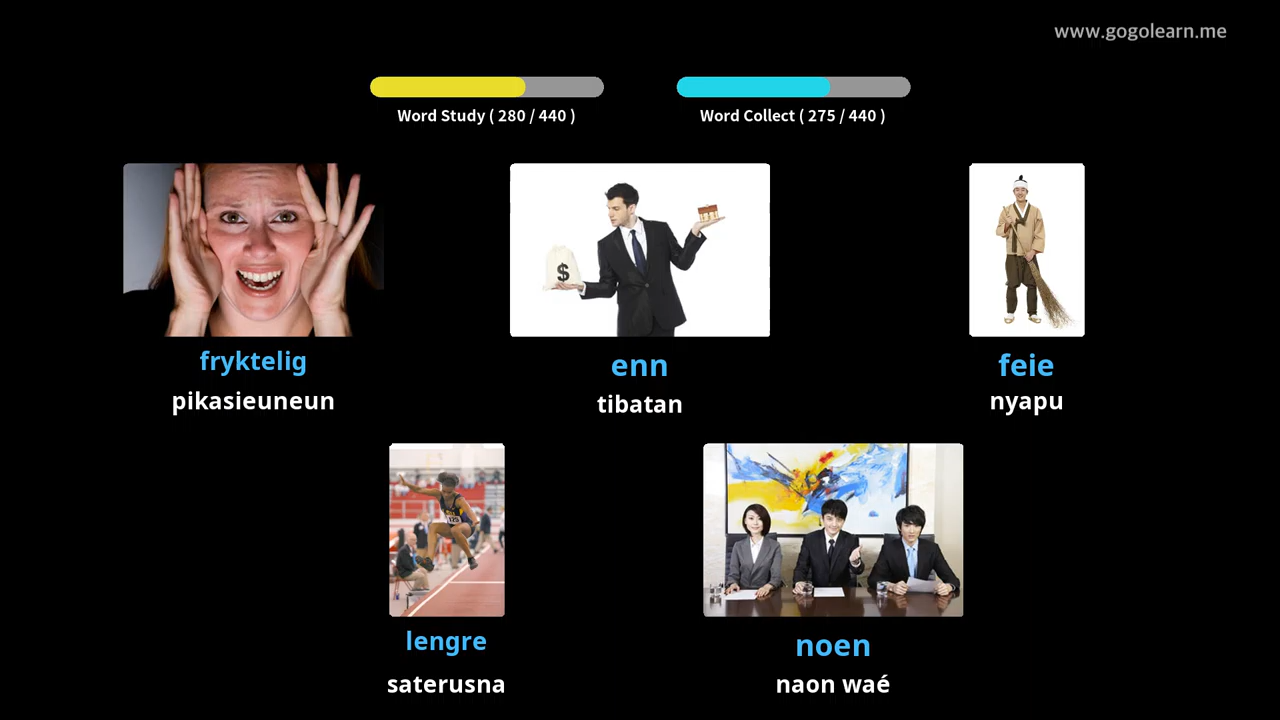 www.gogolearn.me
Word Study ( 280 / 440 )
Word Collect ( 275 / 440 )
fryktelig
pikasieuneun
enn
tibatan
feie
nyapu
lengre
saterusna
noen
naon waé